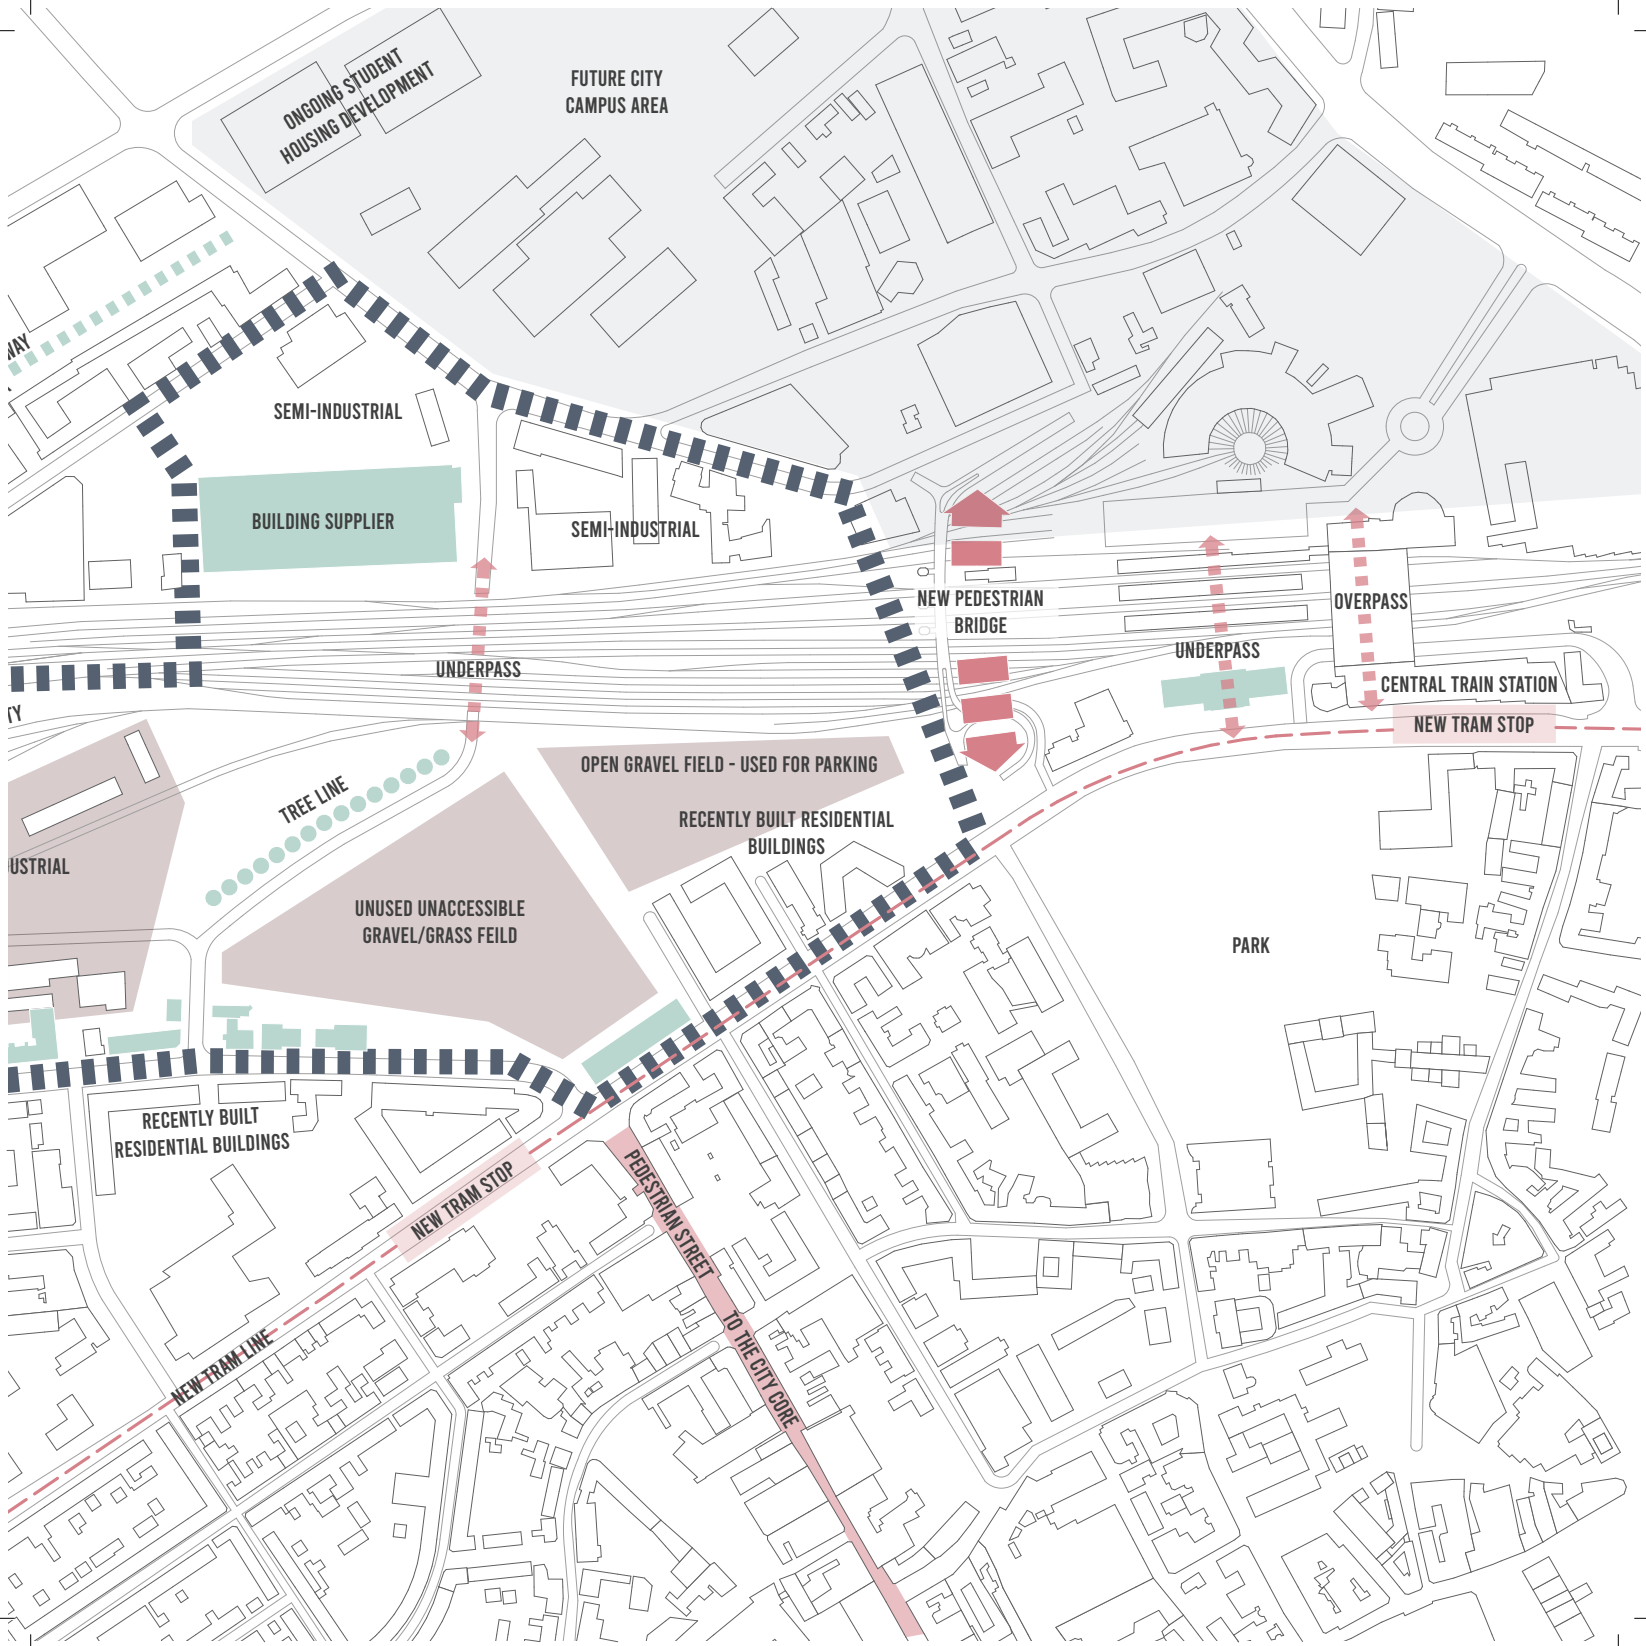 ONGOING STUDENT
HOUSING DEVELOPMENT
FUTURE CITY
CAMPUS AREA
WAY
SEMI-INDUSTRIAL
BUILDING SUPPLIER
SEMI-INDUSTRIAL
NEW PEDESTRIAN
BRIDGE
OVERPASS
UNDERPASS
UNDERPASS
CENTRAL TRAIN STATION
NEW TRAM STOP
TY
OPEN GRAVEL FIELD - USED FOR PARKING
TREE LINE
RECENTLY BUILT RESIDENTIAL
BUILDINGS
USTRIAL
UNUSED UNACCESSIBLE
GRAVEL/GRASS FEILD
PARK
RECENTLY BUILT
RESIDENTIAL BUILDINGS
NEW TRAM STOP
PEDESTRIAN STREET
TO THE CITY CORE
NEW TRAM LINE